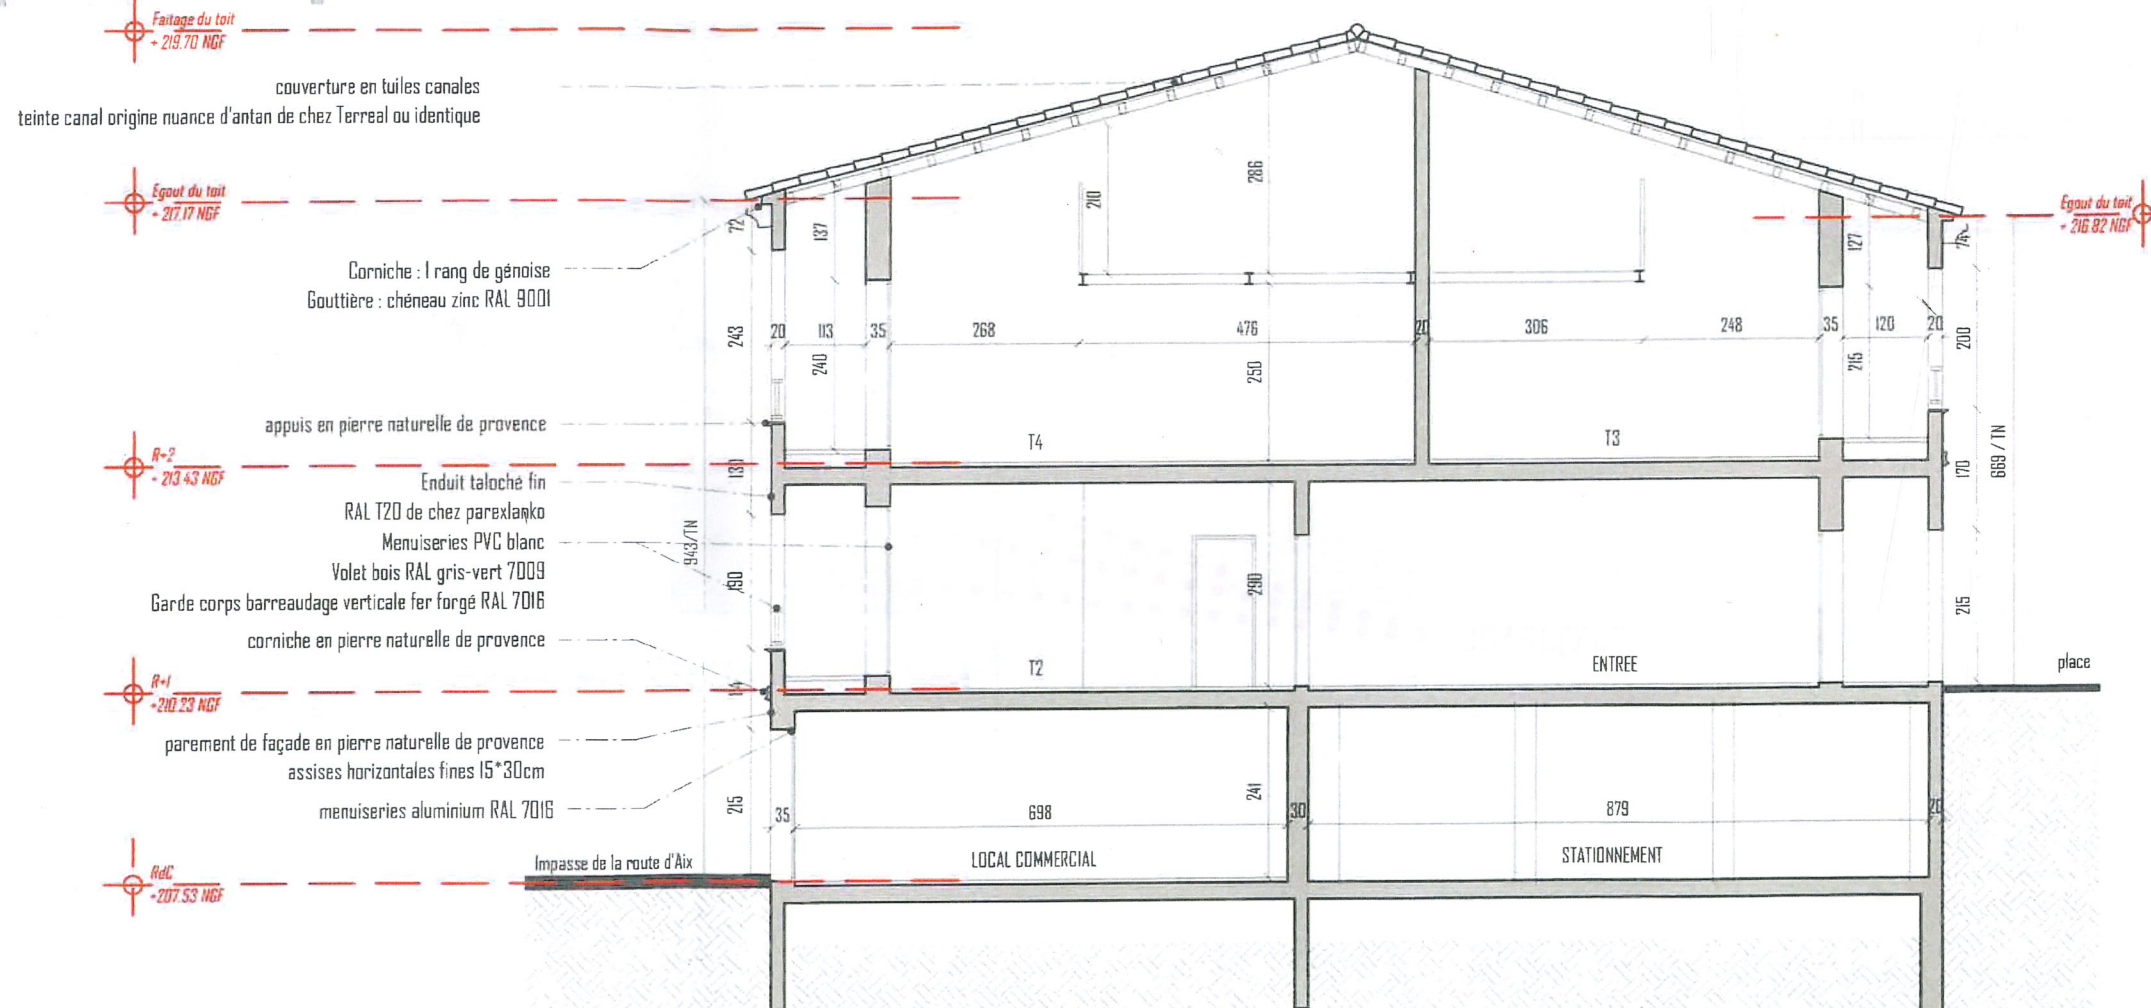 Faitage du toit
+ 219.70 NGF
couverture en tuiles canales
teinte canal origine nuance d'antan de chez Terreal ou identique
Egout du toit
+ 217.17 NGF
Egout du toit
+ 216.82 NGF
Corniche : 1 rang de génoise
Gouttière : chéneau zinc RAL 9001
72
137
210
286
127
74
243
20
113
35
268
476
20
306
248
35
120
20
200
240
250
215
appuis en pierre naturelle de provence
R+2
+ 213.43 NGF
T4
T3
130
170
669 / TN
Enduit taloché fin
RAL T20 de chez parexlanko
Menuiseries PVC blanc
Volet bois RAL gris-vert 7009
Garde corps barreaudage verticale fer forgé RAL 7016
corniche en pierre naturelle de provence
943/TN
190
290
215
R+1
+210.23 NGF
T2
ENTREE
place
parement de façade en pierre naturelle de provence
assises horizontales fines 15*30cm
menuiseries aluminium RAL 7016
215
35
698
241
30
879
20
Impasse de la route d'Aix
LOCAL COMMERCIAL
STATIONNEMENT
RdC
+207.53 NGF